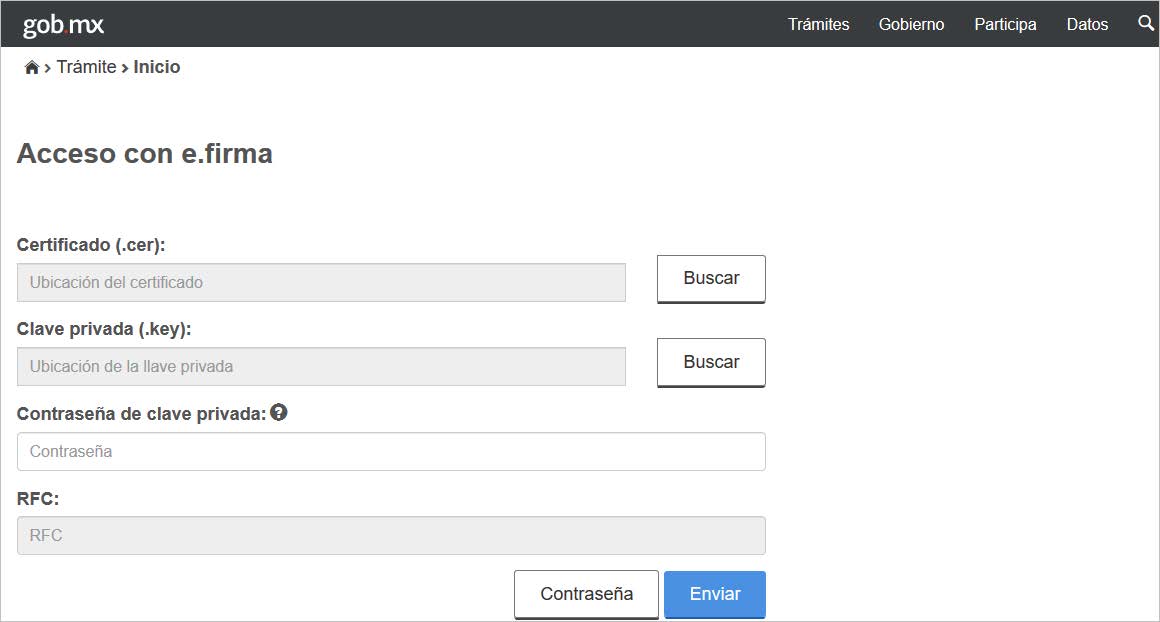 gob.mx Trámites Gobierno Participa Datos
Trámite > Inicio
Acceso con e.firma
Certificado (.cer):
Ubicación del certificado Buscar
Clave privada (.key):
Ubicación de la llave privada Buscar
Contraseña de clave privada: ?
Contraseña
RFC:
RFC
Contraseña Enviar